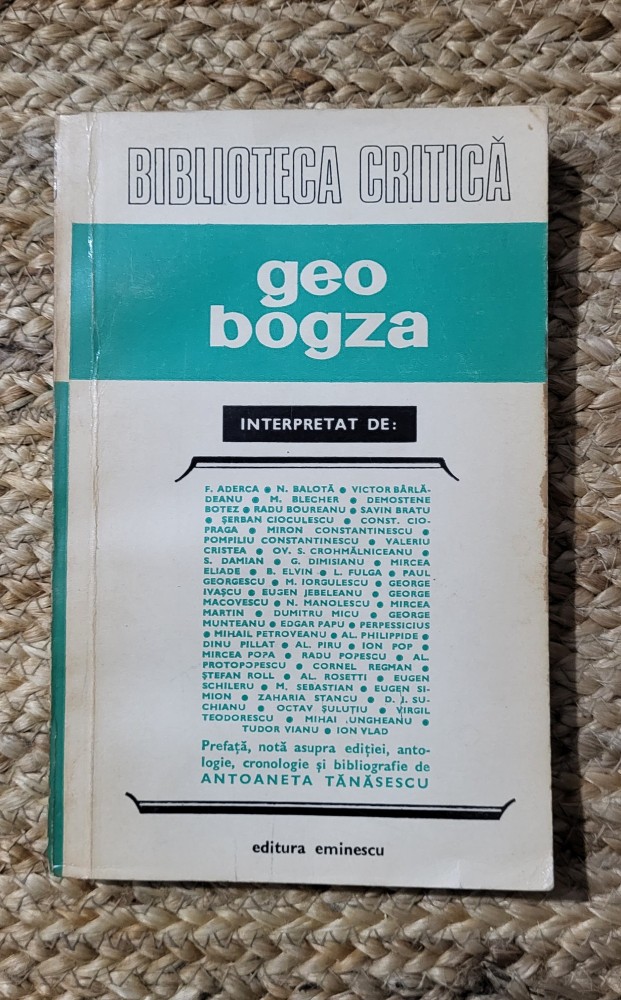 BIBLIOTECA CRITICĂ
geo
bogza
INTERPRETAT DE:
F. ADERCA ● N. BALOTĂ ● VICTOR BÂRLĂ-
DEANU ● M. BLECHER ● DEMOSTENE
BOTEZ ● RADU BOUREANU ● SAVIN BRATU
● ŞERBAN CIOCULESCU ● CONST. CIO-
PRAGA ● MIRON CONSTANTINESCU ●
POMPILIU CONSTANTINESCU ● VALERIU
CRISTEA ● OV. S. CROHMĂLNICEANU ●
S. DAMIAN ● G. DIMISIANU ● MIRCEA
ELIADE ● B. ELVIN ● L. FULGA ● PAUL
GEORGESCU ● M. IORGULESCU ● GEORGE
IVAŞCU ● EUGEN JEBELEANU ● GEORGE
MACOVESCU ● N. MANOLESCU ● MIRCEA
MARTIN ● DUMITRU MICU ● GEORGE
MUNTEANU ● EDGAR PAPU ● PERPESSICIUS
● MIHAIL PETROVEANU ● AL. PHILIPPIDE ●
DINU PILLAT ● AL. PIRU ● ION POP ●
MIRCEA POPA ● RADU POPESCU ● AL.
PROTOPOPESCU ● CORNEL REGMAN ●
ŞTEFAN ROLL ● AL. ROSETTI ● EUGEN
SCHILERU ● M. SEBASTIAN ● EUGEN SI-
MION ● ZAHARIA STANCU ● D. I. SU-
CHIANU ● OCTAV ŞULUŢIU ● VIRGIL
TEODORESCU ● MIHAI UNGHEANU ●
TUDOR VIANU ● ION VLAD
Prefaţă, notă asupra ediţiei, anto-
logie, cronologie şi bibliografie de
ANTOANETA TĂNĂSESCU
editura eminescu